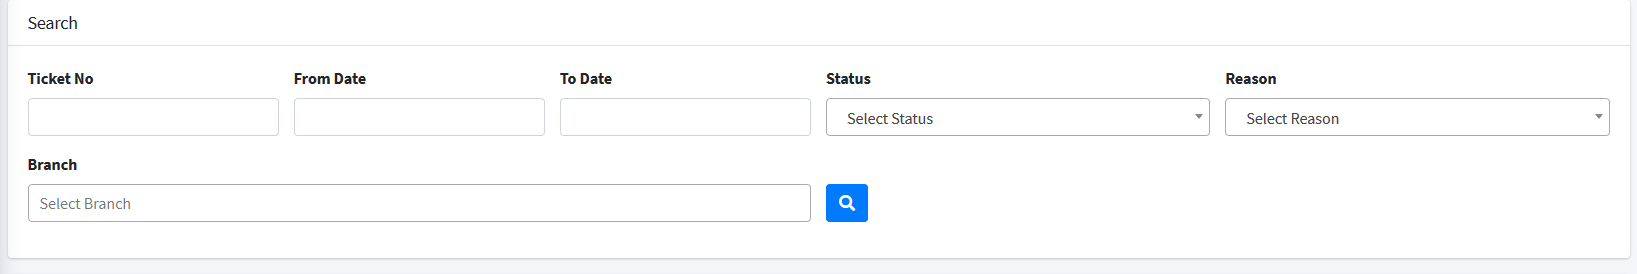 Search
Ticket No From Date To Date Status Reason
Select Status Select Reason
Branch
Select Branch